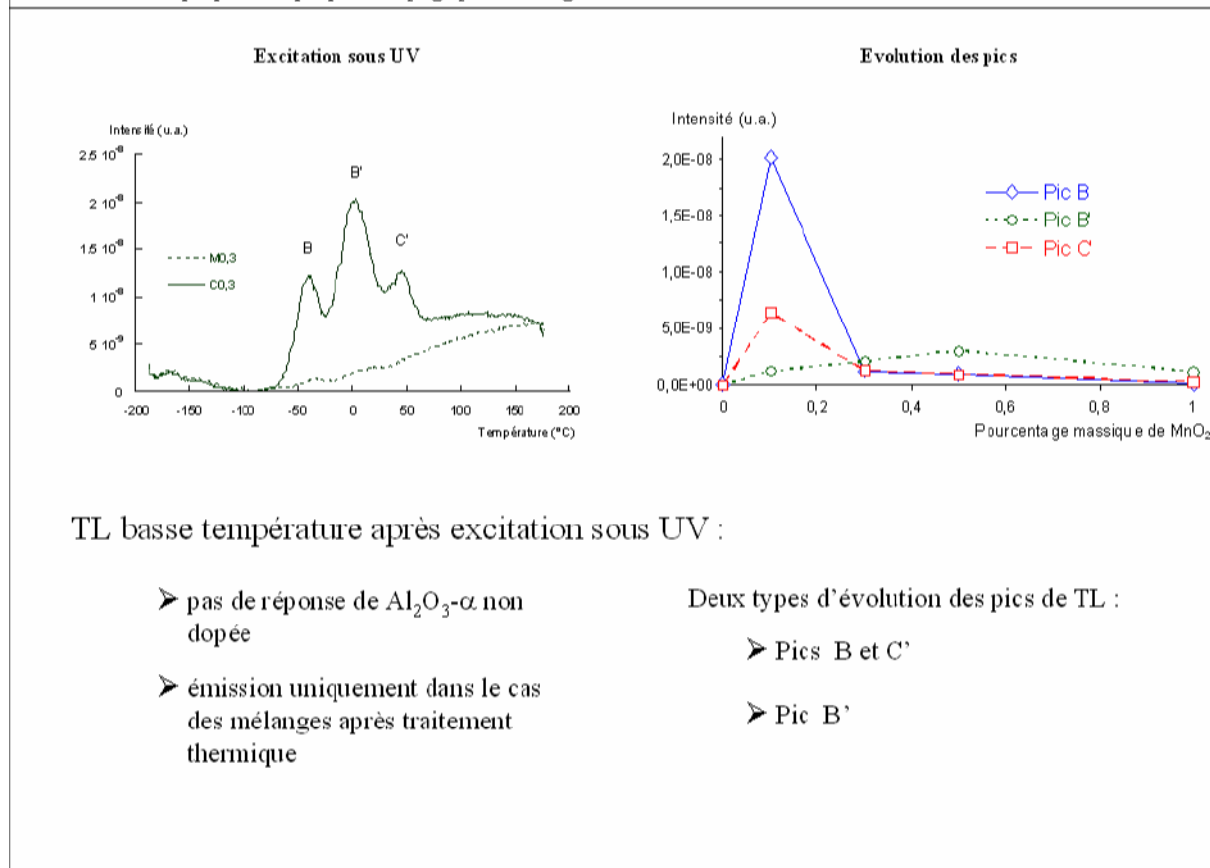 Excitation sous UV
Evolution des pics
Intensité (u.a.)
2.5 10⁻⁸
2 10⁻⁸
1.5 10⁻⁸
1 10⁻⁸
5 10⁻⁹
0
B
B'
C'
M0,3
C0,3
-200 -150 -100 -50 0 50 100 150 200
Température (°C)
Intensité (u.a.)
2,0E-08
1,5E-08
1,0E-08
5,0E-09
0,0E+00
Pic B
Pic B'
Pic C'
0 0,2 0,4 0,6 0,8 1
Pourcentage massique de MnO₂
TL basse température après excitation sous UV :
➢ pas de réponse de Al₂O₃-α non
dopée
➢ émission uniquement dans le cas
des mélanges après traitement
thermique
Deux types d’évolution des pics de TL :
➢ Pics B et C’
➢ Pic B’